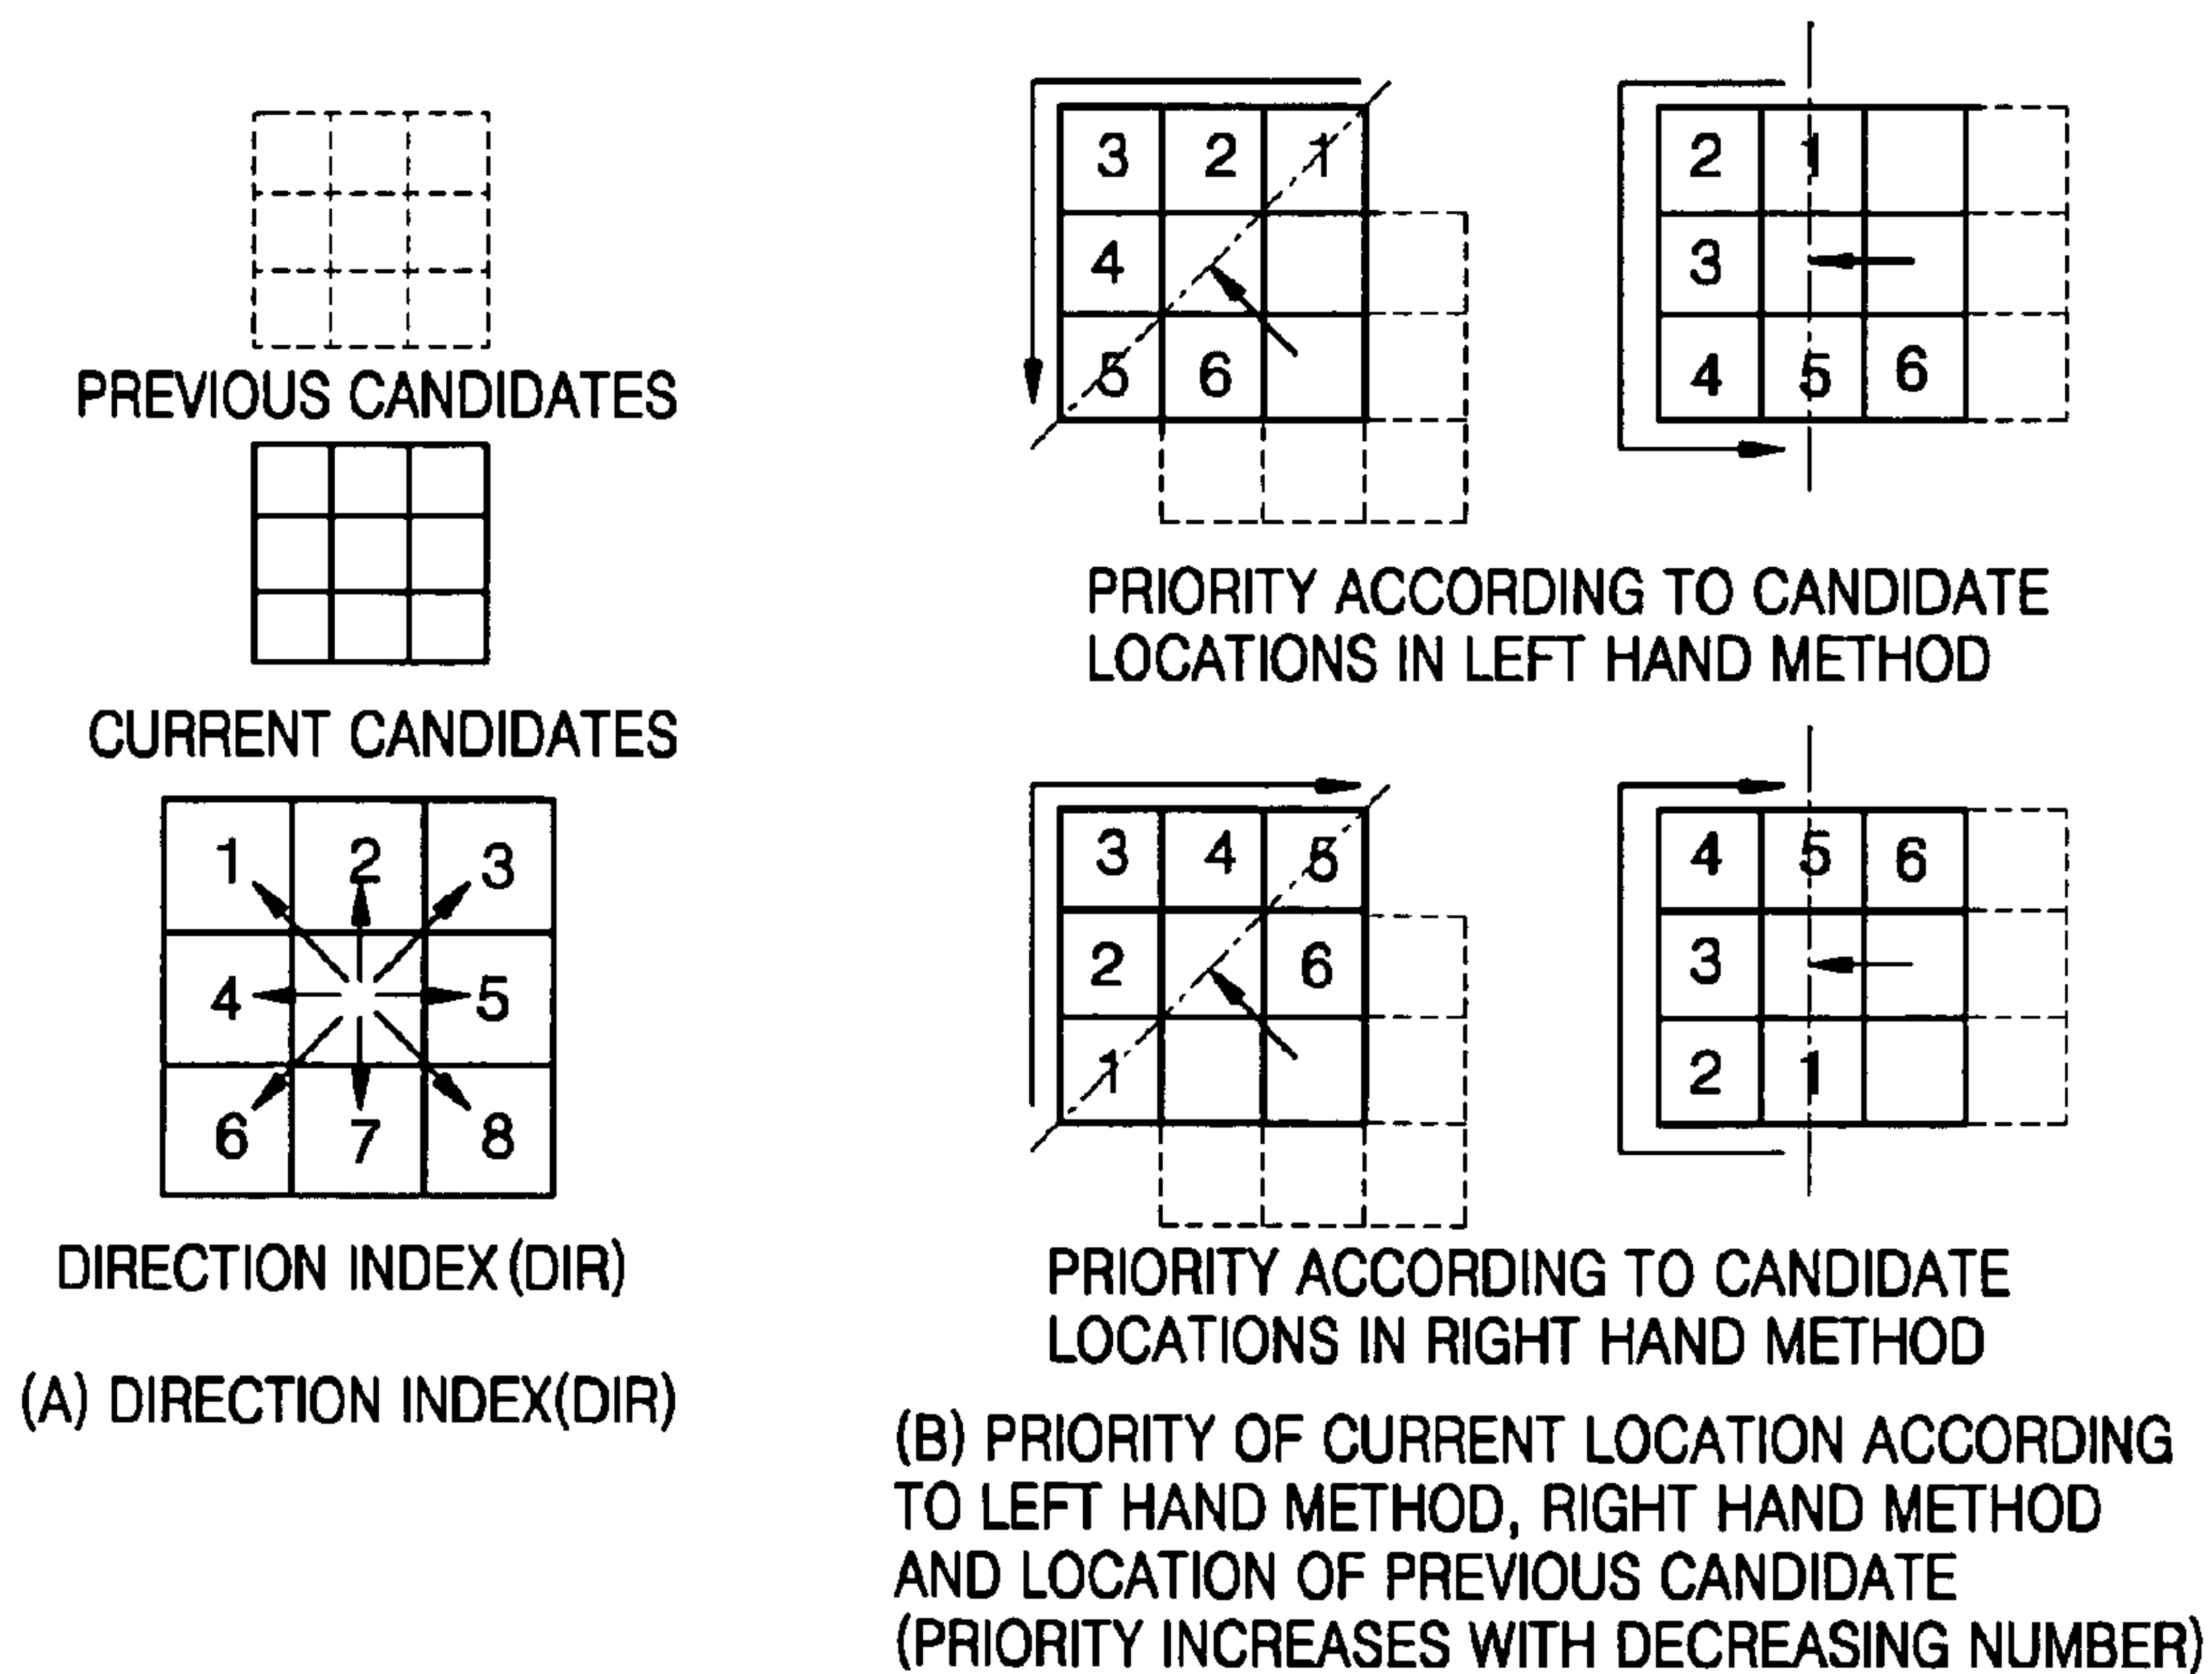 PREVIOUS CANDIDATES
CURRENT CANDIDATES
1 2 3
4 5
6 7 8
DIRECTION INDEX(DIR)
(A) DIRECTION INDEX(DIR)
3 2 1
4
5 6
2 1
3
4 5 6
PRIORITY ACCORDING TO CANDIDATE
LOCATIONS IN LEFT HAND METHOD
3 4 5
2 6
1
4 5 6
3
2 1
PRIORITY ACCORDING TO CANDIDATE
LOCATIONS IN RIGHT HAND METHOD
(B) PRIORITY OF CURRENT LOCATION ACCORDING
TO LEFT HAND METHOD, RIGHT HAND METHOD
AND LOCATION OF PREVIOUS CANDIDATE
(PRIORITY INCREASES WITH DECREASING NUMBER)